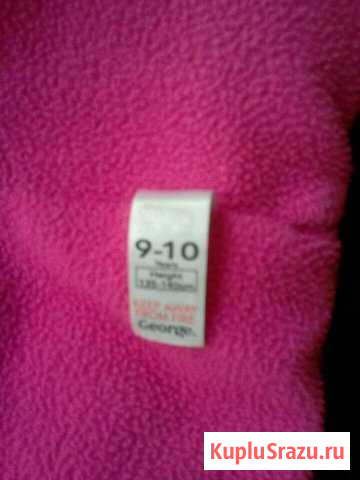 9-10
Years
Height
135-140cm
KEEP AWAY
FROM FIRE
George.
KupluSrazu.ru